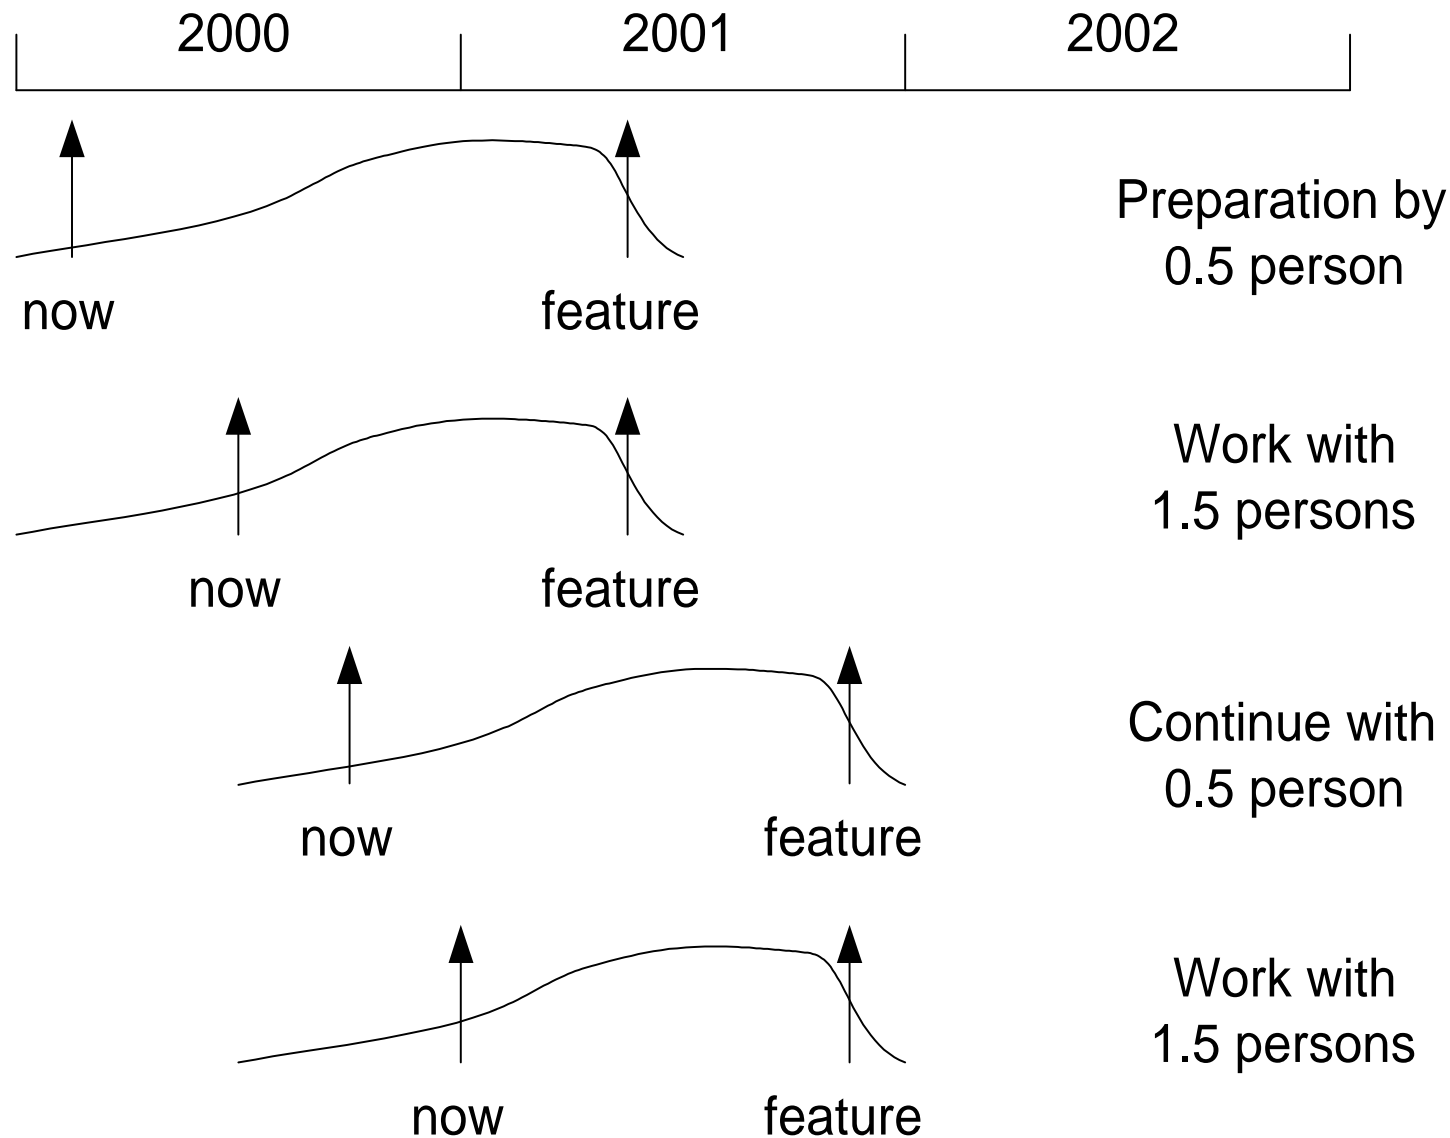 2000
2001
2002
Preparation by
0.5 person
now
feature
Work with
1.5 persons
now
feature
Continue with
0.5 person
now
feature
Work with
1.5 persons
now
feature